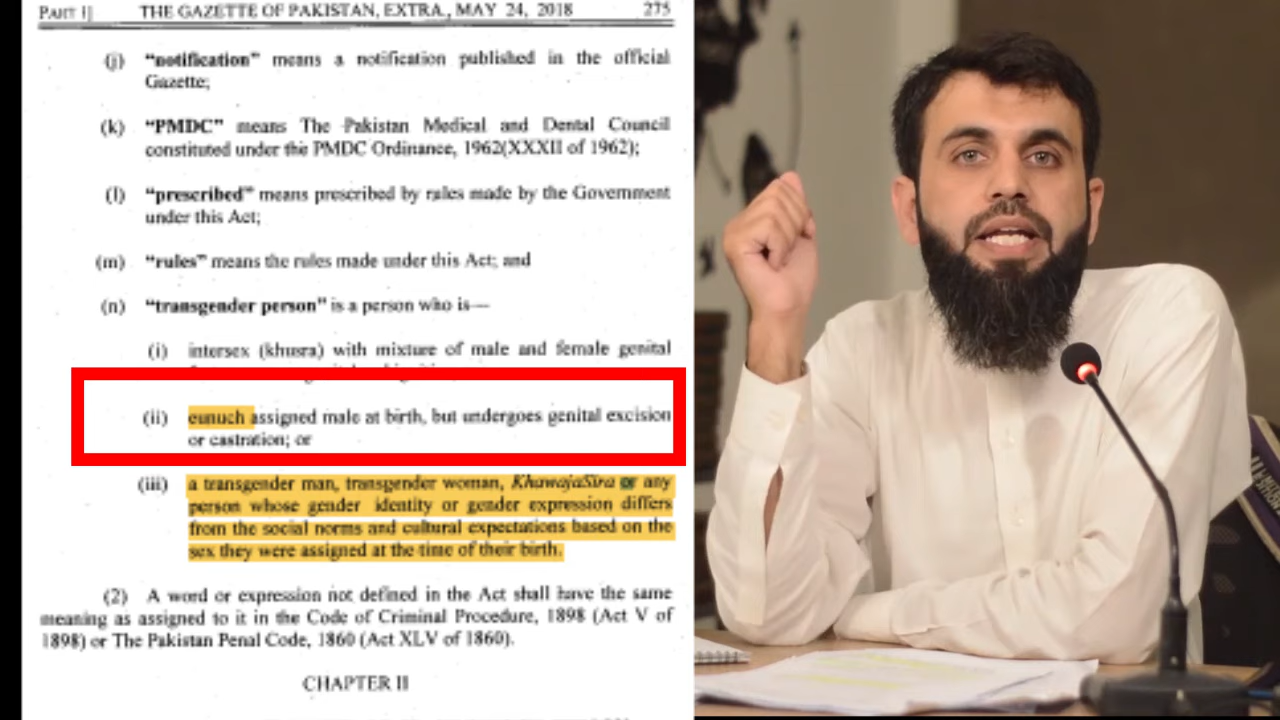 PART I] THE GAZETTE OF PAKISTAN, EXTRA., MAY 24, 2018 275
(j) “notification” means a notification published in the official
Gazette;
(k) “PMDC” means The Pakistan Medical and Dental Council
constituted under the PMDC Ordinance, 1962(XXXII of 1962);
(l) “prescribed” means prescribed by rules made by the Government
under this Act;
(m) “rules” means the rules made under this Act; and
(n) “transgender person” is a person who is—
(i) intersex (khusra) with mixture of male and female genital
(ii) eunuch assigned male at birth, but undergoes genital excision
or castration; or
(iii) a transgender man, transgender woman, KhawajaSira or any
person whose gender identity or gender expression differs
from the social norms and cultural expectations based on the
sex they were assigned at the time of their birth.
(2) A word or expression not defined in the Act shall have the same
meaning as assigned to it in the Code of Criminal Procedure, 1898 (Act V of
1898) or The Pakistan Penal Code, 1860 (Act XLV of 1860).
CHAPTER II